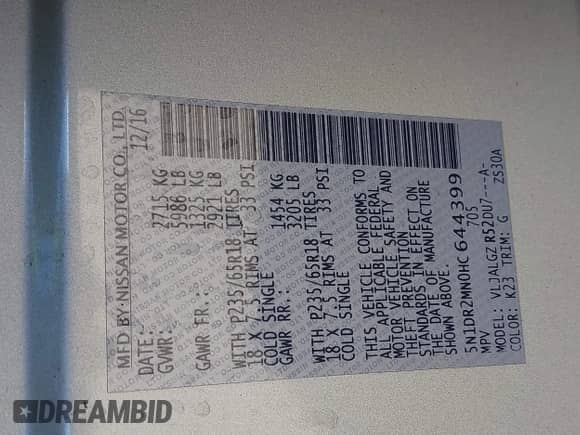 MFD BY·NISSAN MOTOR CO., LTD
DATE: 12/16
GVWR: 2715 KG
5986 LB
GAWR FR.: 1325 KG
2921 LB
WITH P235/65R18 TIRES
18 X 7.5 RIMS AT 33 PSI
COLD SINGLE
GAWR RR.: 1454 KG
3205 LB
WITH P235/65R18 TIRES
18 X 7.5 RIMS AT 33 PSI
COLD SINGLE
THIS VEHICLE CONFORMS TO
ALL APPLICABLE FEDERAL
MOTOR VEHICLE SAFETY AND
THEFT PREVENTION
STANDARDS IN EFFECT ON
THE DATE OF MANUFACTURE
SHOWN ABOVE.
5N1DR2MN0HC644399
MPV 705
MODEL: VLJALGZ RS2DU7---A-
COLOR: K23 TRIM: G ZS30A
DREAMBID